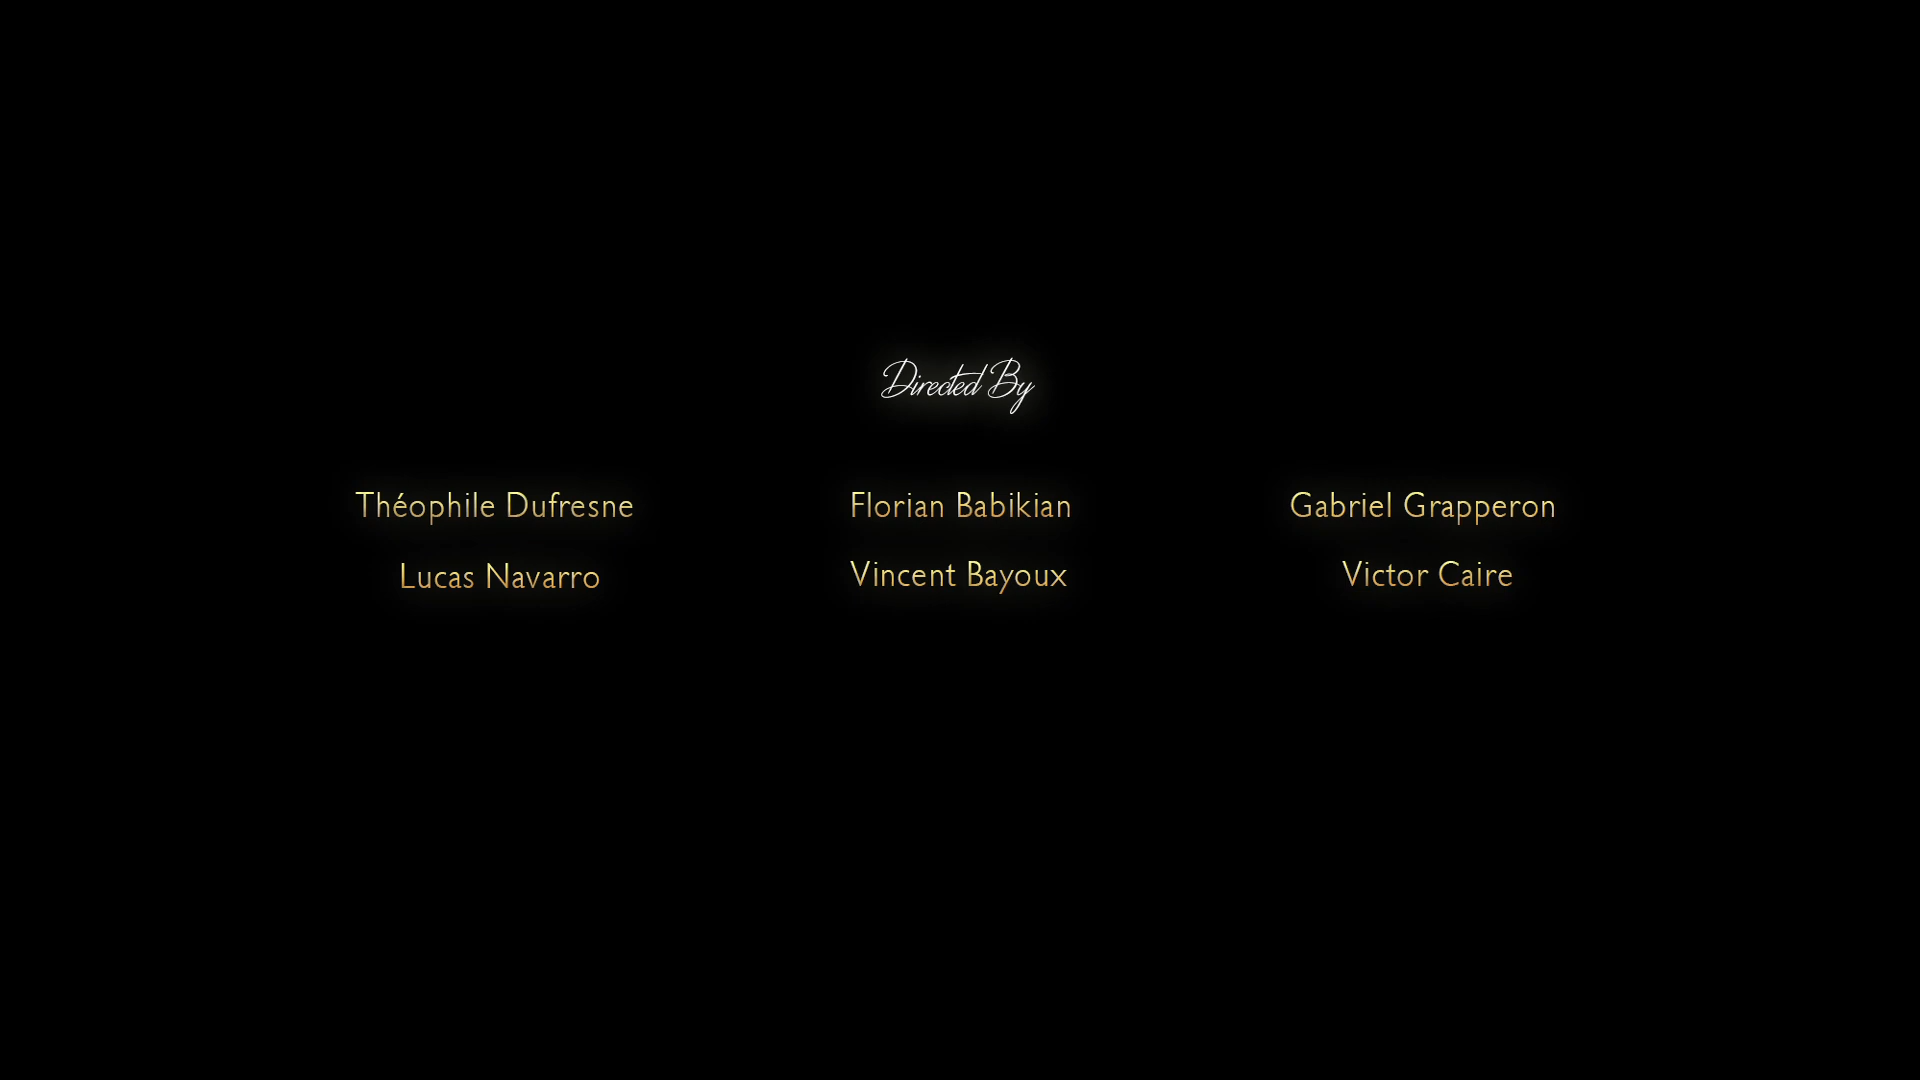 Directed By
Théophile Dufresne Florian Babikian Gabriel Grapperon
Lucas Navarro Vincent Bayoux Victor Caire